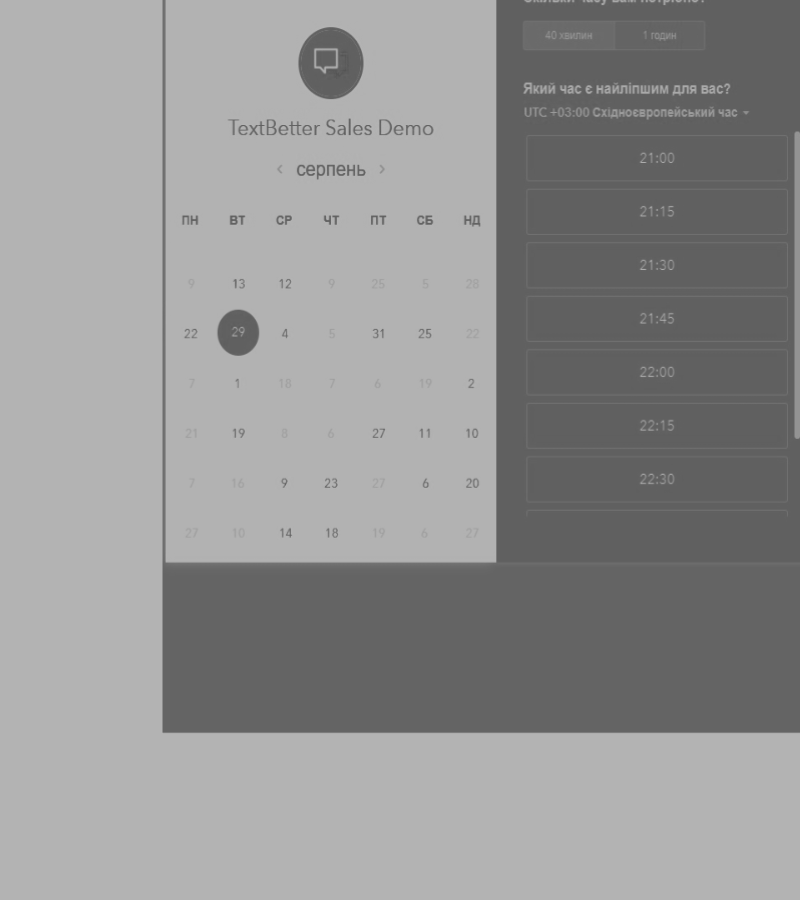 TextBetter Sales Demo
‹ серпень ›
ПН ВТ СР ЧТ ПТ СБ НД
9 13 12 9 25 5 28
22 29 4 5 31 25 22
7 1 18 7 6 19 2
21 19 8 6 27 11 10
7 16 9 23 27 6 20
27 10 14 18 19 6 27
40 хвилин 1 годин
Який час є найліпшим для вас?
UTC +03:00 Східноєвропейський час
21:00
21:15
21:30
21:45
22:00
22:15
22:30